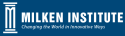 MILKEN INSTITUTE
Changing the World in Innovative Ways